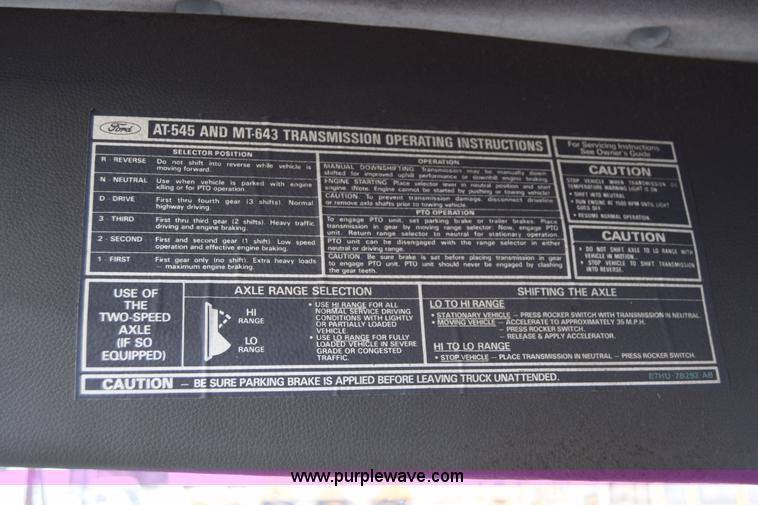 Ford
AT-545 AND MT-643 TRANSMISSION OPERATING INSTRUCTIONS
For Servicing Instructions
See Owner's Guide
SELECTOR POSITION
R - REVERSE Do not shift into reverse while vehicle is
moving forward.
N - NEUTRAL Use when vehicle is parked with engine
idling or for PTO operation.
D - DRIVE First thru fourth gear (3 shifts). Normal
highway driving.
3 - THIRD First thru third gear (2 shifts). Heavy traffic
driving and engine braking.
2 - SECOND First and second gear (1 shift). Low speed
operation and effective engine braking.
1 - FIRST First gear only (no shift). Extra heavy loads
- maximum engine braking.
OPERATION
MANUAL DOWNSHIFTING. Transmission may be manually down
shifted for improved uphill performance or downhill engine braking.
ENGINE STARTING. Place selector lever in neutral position and start
engine. (Note: Engine cannot be started by pushing or towing vehicle)
CAUTION. To prevent transmission damage, disconnect driveline
or remove axle shafts prior to towing vehicle.
PTO OPERATION
To engage PTO unit, set parking brake or trailer brakes. Place
transmission in gear by moving range selector. Now, engage PTO
unit. Return range selector to neutral for stationary operation.
PTO unit can be disengaged with the range selector in either
neutral or driving range.
CAUTION. Be sure brake is set before placing transmission in gear
to engage PTO unit. PTO unit should never be engaged by clashing
the gear teeth.
CAUTION
STOP VEHICLE WHEN TRANSMISSION OIL
TEMPERATURE WARNING LIGHT IS ON
• SHIFT INTO NEUTRAL
• RUN ENGINE AT 1500 RPM UNTIL LIGHT
GOES OFF
• RESUME NORMAL OPERATION.
CAUTION
• DO NOT SHIFT AXLE TO LO RANGE WITH
VEHICLE IN MOTION.
• STOP VEHICLE TO SHIFT TRANSMISSION
INTO REVERSE.
USE OF
THE
TWO-SPEED
AXLE
(IF SO
EQUIPPED)
AXLE RANGE SELECTION
HI
RANGE
LO
RANGE
• USE HI RANGE FOR ALL
NORMAL SERVICE DRIVING
CONDITIONS WITH LIGHTLY
OR PARTIALLY LOADED
VEHICLE.
• USE LO RANGE FOR FULLY
LOADED VEHICLE IN SEVERE
GRADE OR CONGESTED
TRAFFIC.
SHIFTING THE AXLE
LO TO HI RANGE
• STATIONARY VEHICLE - PRESS ROCKER SWITCH WITH TRANSMISSION IN NEUTRAL
• MOVING VEHICLE - ACCELERATE TO APPROXIMATELY 35 M.P.H.
- PRESS ROCKER SWITCH.
- RELEASE & APPLY ACCELERATOR.
HI TO LO RANGE
• STOP VEHICLE - PLACE TRANSMISSION IN NEUTRAL - PRESS ROCKER SWITCH.
CAUTION - BE SURE PARKING BRAKE IS APPLIED BEFORE LEAVING TRUCK UNATTENDED.
E7HU-7B292-AB
www.purplewave.com